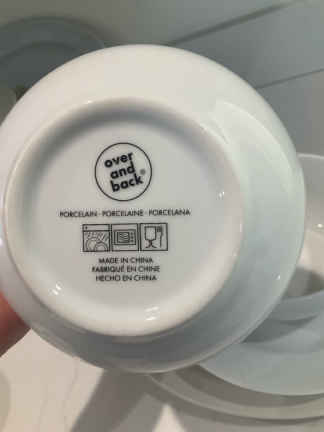 over
and
back®
PORCELAIN · PORCELAINE · PORCELANA
MADE IN CHINA
FABRIQUÉ EN CHINE
HECHO EN CHINA